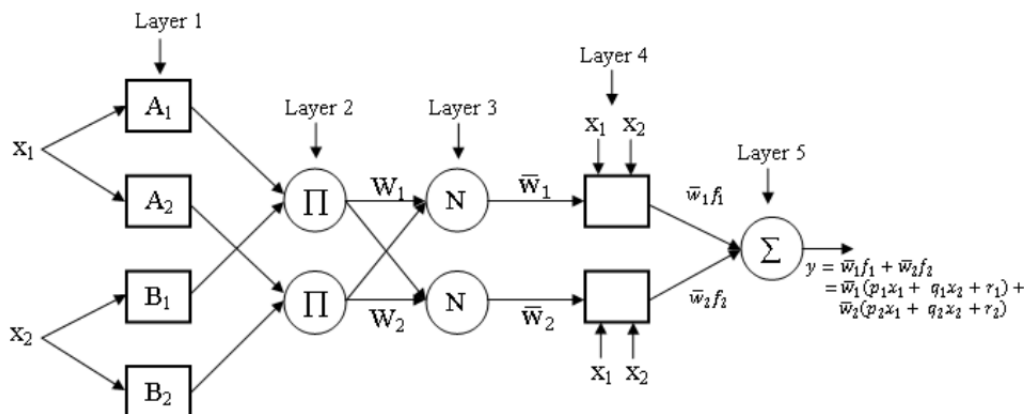 Layer 1
A₁
x₁
A₂
B₁
x₂
B₂
Layer 2
∏
∏
W₁
W₂
Layer 3
N
N
w̅₁
w̅₂
Layer 4
x₁ x₂
x₁ x₂
w̅₁f₁
w̅₂f₂
Layer 5
∑
y = w̅₁f₁ + w̅₂f₂
= w̅₁(p₁x₁ + q₁x₂ + r₁) +
w̅₂(p₂x₁ + q₂x₂ + r₂)